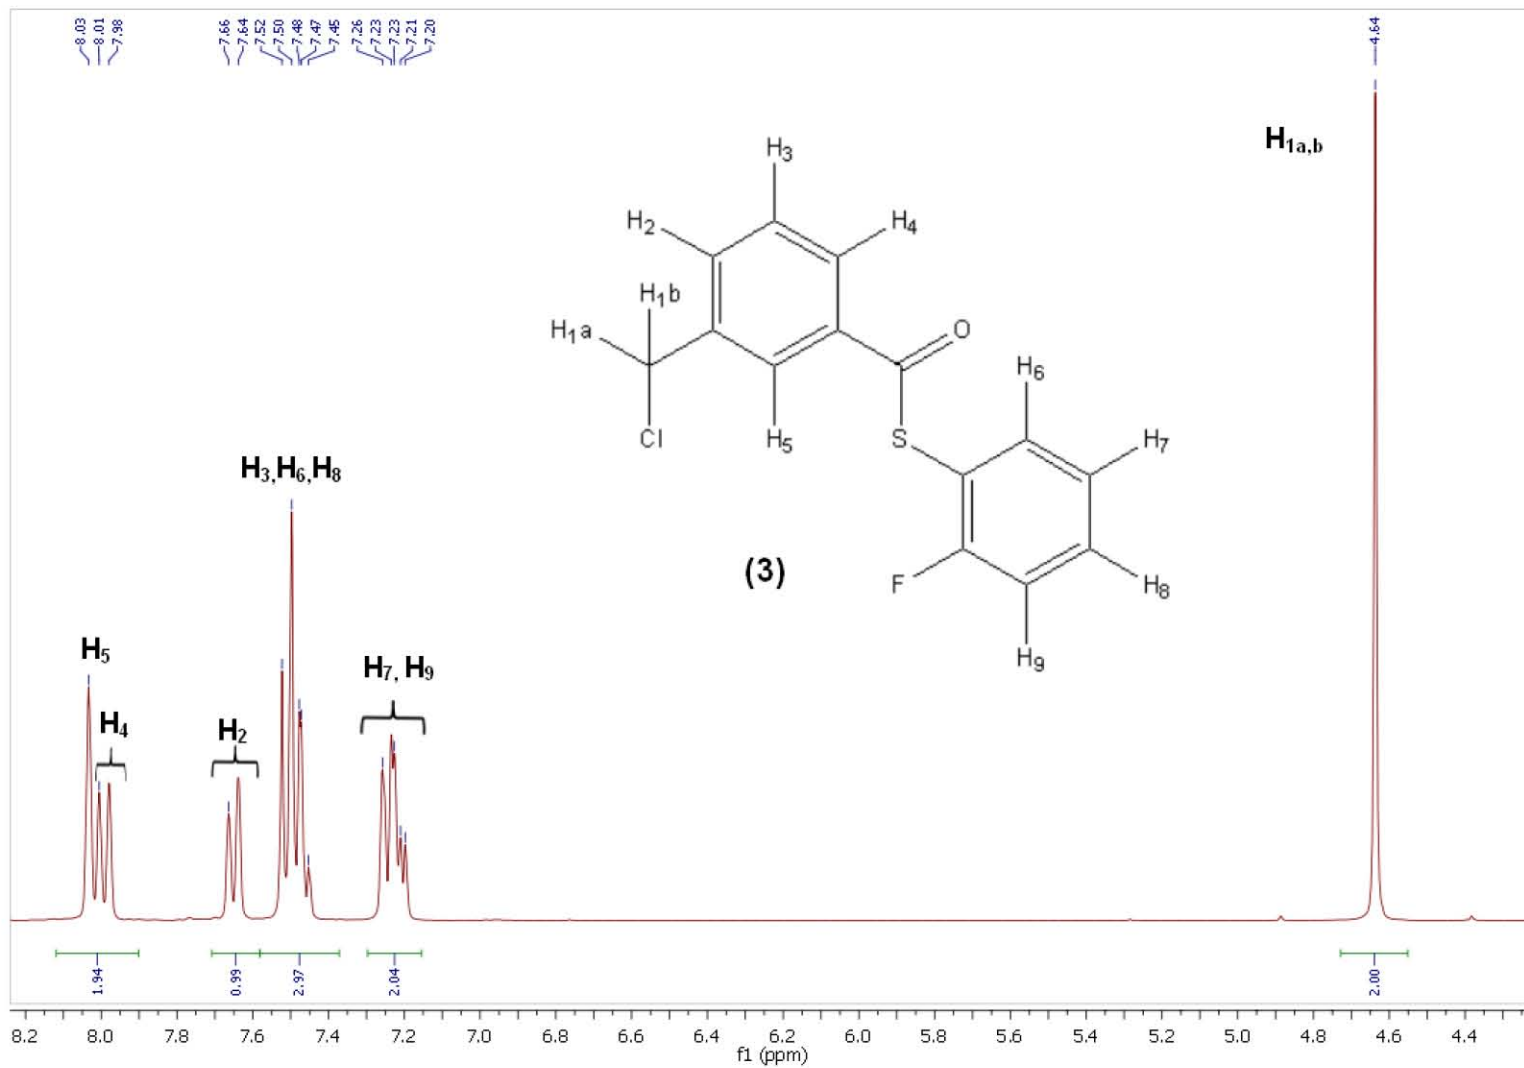 8.03
8.01
7.98
7.66
7.64
7.52
7.50
7.48
7.47
7.45
7.26
7.23
7.23
7.21
7.20
4.64
H1a,b
H3
H2
H4
H1b
H1a
O
H6
Cl
H5
S
H7
H3,H6,H8
(3)
F
H8
H9
H5
H4
H2
H7, H9
1.94
0.99
2.97
2.04
2.00
8.2 8.0 7.8 7.6 7.4 7.2 7.0 6.8 6.6 6.4 6.2 6.0 5.8 5.6 5.4 5.2 5.0 4.8 4.6 4.4
f1 (ppm)